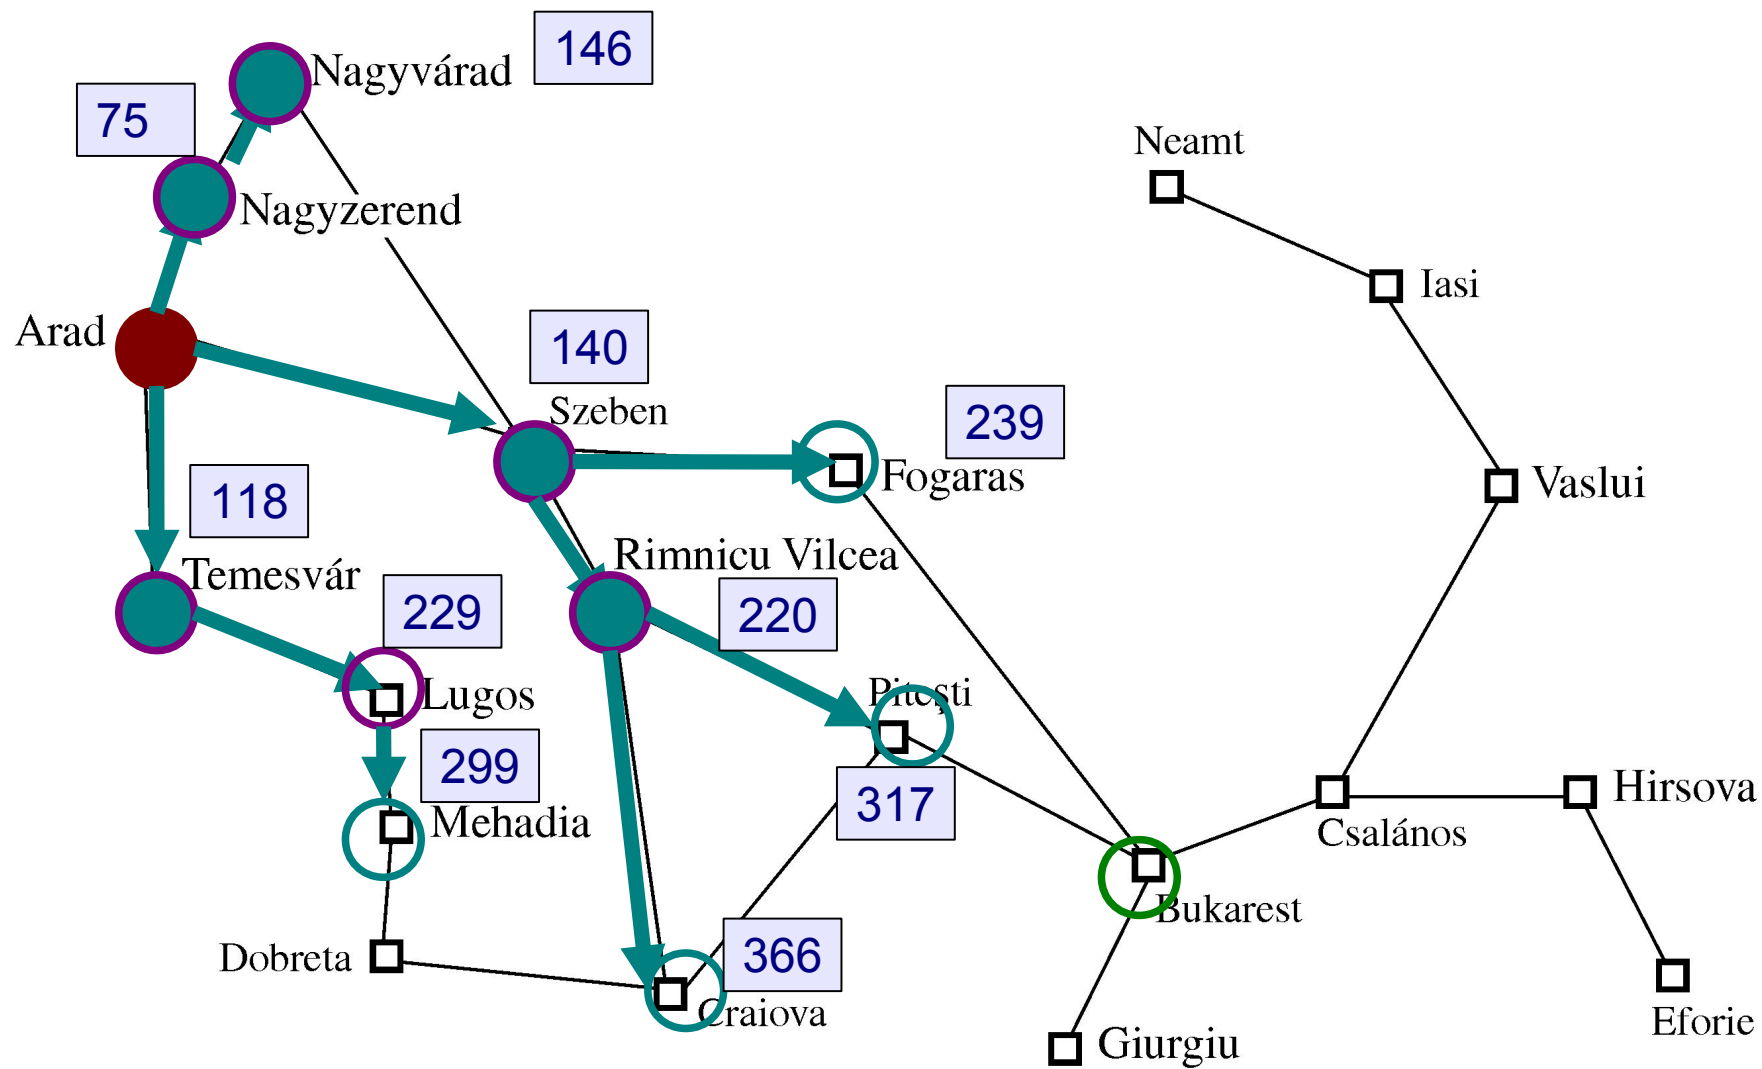 Nagyvárad
146
75
Nagyzerend
Neamt
Iasi
Arad
140
Szeben
239
Fogaras
Vaslui
118
Temesvár
Rimnicu Vilcea
229
220
Lugos
Piteşti
299
317
Mehadia
Hirsova
Csalános
Bukarest
Dobreta
366
Craiova
Giurgiu
Eforie